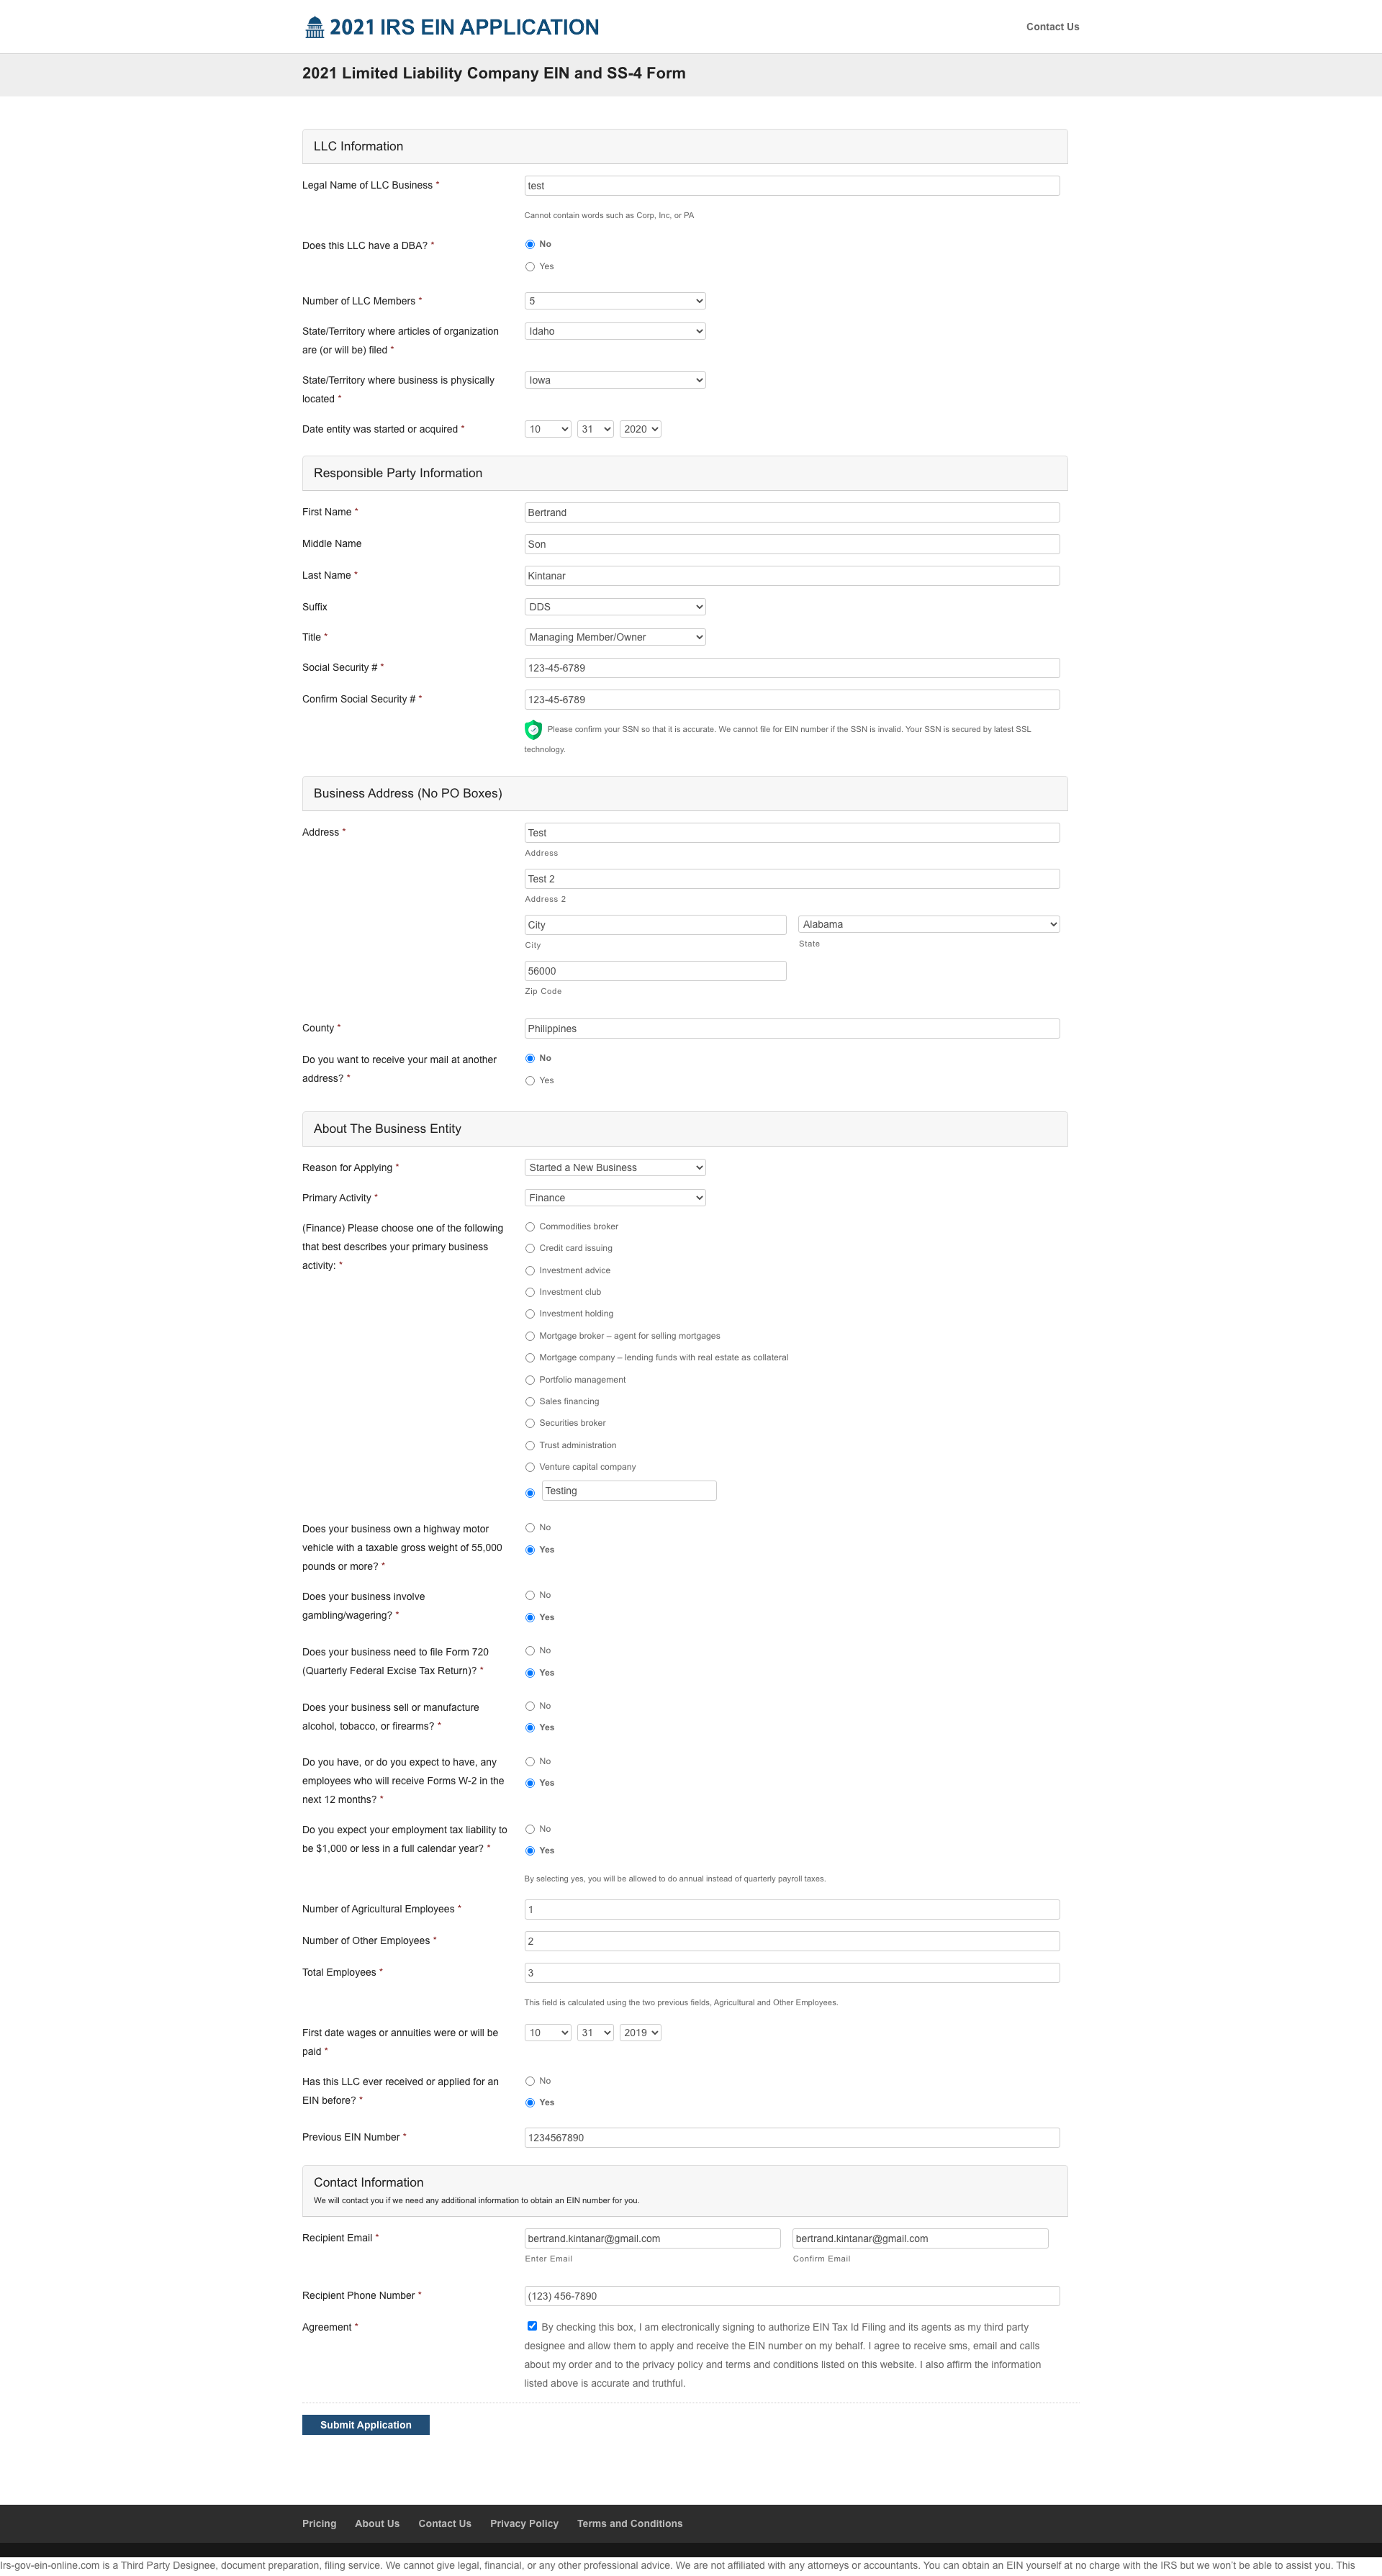 2021 IRS EIN APPLICATION
Contact Us
2021 Limited Liability Company EIN and SS-4 Form
LLC Information
Legal Name of LLC Business *
test
Cannot contain words such as Corp, Inc, or PA
Does this LLC have a DBA? *
No
Yes
Number of LLC Members *
5
State/Territory where articles of organization
are (or will be) filed *
Idaho
State/Territory where business is physically
located *
Iowa
Date entity was started or acquired *
10 31 2020
Responsible Party Information
First Name *
Bertrand
Middle Name
Son
Last Name *
Kintanar
Suffix
DDS
Title *
Managing Member/Owner
Social Security # *
123-45-6789
Confirm Social Security # *
123-45-6789
Please confirm your SSN so that it is accurate. We cannot file for EIN number if the SSN is invalid. Your SSN is secured by latest SSL
technology.
Business Address (No PO Boxes)
Address *
Test
Address
Test 2
Address 2
City
City
Alabama
State
56000
Zip Code
County *
Philippines
Do you want to receive your mail at another
address? *
No
Yes
About The Business Entity
Reason for Applying *
Started a New Business
Primary Activity *
Finance
(Finance) Please choose one of the following
that best describes your primary business
activity: *
Commodities broker
Credit card issuing
Investment advice
Investment club
Investment holding
Mortgage broker – agent for selling mortgages
Mortgage company – lending funds with real estate as collateral
Portfolio management
Sales financing
Securities broker
Trust administration
Venture capital company
Testing
Does your business own a highway motor
vehicle with a taxable gross weight of 55,000
pounds or more? *
No
Yes
Does your business involve
gambling/wagering? *
No
Yes
Does your business need to file Form 720
(Quarterly Federal Excise Tax Return)? *
No
Yes
Does your business sell or manufacture
alcohol, tobacco, or firearms? *
No
Yes
Do you have, or do you expect to have, any
employees who will receive Forms W-2 in the
next 12 months? *
No
Yes
Do you expect your employment tax liability to
be $1,000 or less in a full calendar year? *
No
Yes
By selecting yes, you will be allowed to do annual instead of quarterly payroll taxes.
Number of Agricultural Employees *
1
Number of Other Employees *
2
Total Employees *
3
This field is calculated using the two previous fields, Agricultural and Other Employees.
First date wages or annuities were or will be
paid *
10 31 2019
Has this LLC ever received or applied for an
EIN before? *
No
Yes
Previous EIN Number *
1234567890
Contact Information
We will contact you if we need any additional information to obtain an EIN number for you.
Recipient Email *
bertrand.kintanar@gmail.com
Enter Email
bertrand.kintanar@gmail.com
Confirm Email
Recipient Phone Number *
(123) 456-7890
Agreement *
By checking this box, I am electronically signing to authorize EIN Tax Id Filing and its agents as my third party
designee and allow them to apply and receive the EIN number on my behalf. I agree to receive sms, email and calls
about my order and to the privacy policy and terms and conditions listed on this website. I also affirm the information
listed above is accurate and truthful.
Submit Application
Pricing About Us Contact Us Privacy Policy Terms and Conditions
Irs-gov-ein-online.com is a Third Party Designee, document preparation, filing service. We cannot give legal, financial, or any other professional advice. We are not affiliated with any attorneys or accountants. You can obtain an EIN yourself at no charge with the IRS but we won't be able to assist you. This